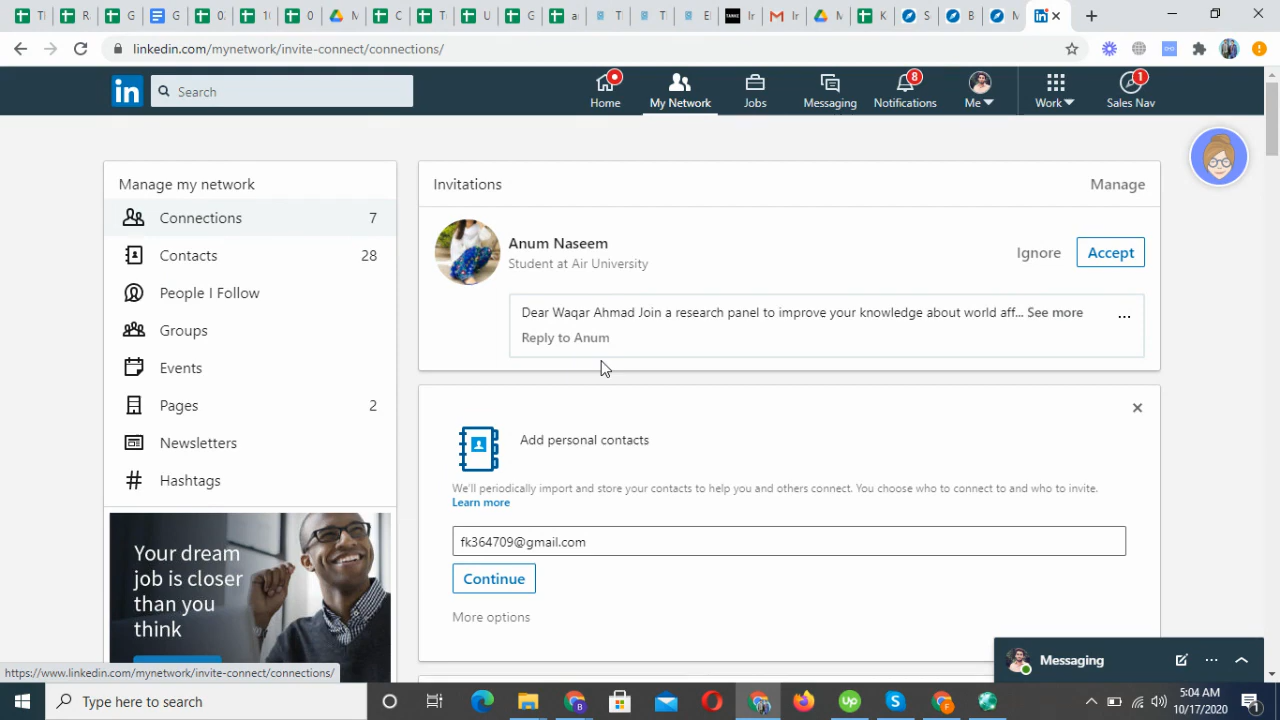 linkedin.com/mynetwork/invite-connect/connections/
in
Search
Home
My Network
Jobs
Messaging
8
Notifications
Me
Work
1
Sales Nav
Manage my network
Connections 7
Contacts 28
People I Follow
Groups
Events
Pages 2
Newsletters
Hashtags
Your dream
job is closer
than you
think
Invitations
Manage
Anum Naseem
Student at Air University
Ignore
Accept
Dear Waqar Ahmad Join a research panel to improve your knowledge about world aff... See more
...
Reply to Anum
Add personal contacts
We'll periodically import and store your contacts to help you and others connect. You choose who to connect to and who to invite.
Learn more
fk364709@gmail.com
Continue
More options
Messaging
https://www.linkedin.com/mynetwork/invite-connect/connections/
Type here to search
5:04 AM
10/17/2020